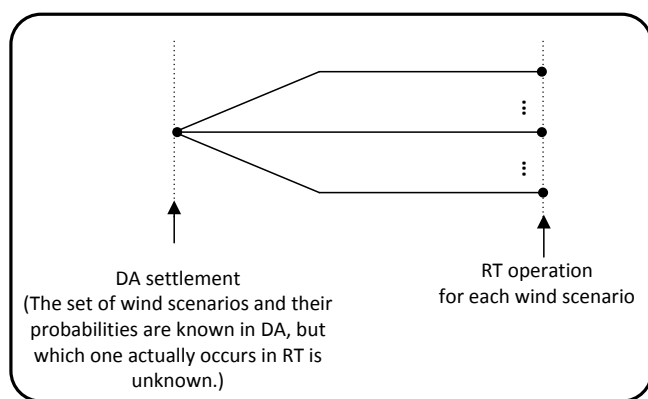 DA settlement
(The set of wind scenarios and their
probabilities are known in DA, but
which one actually occurs in RT is
unknown.)
RT operation
for each wind scenario